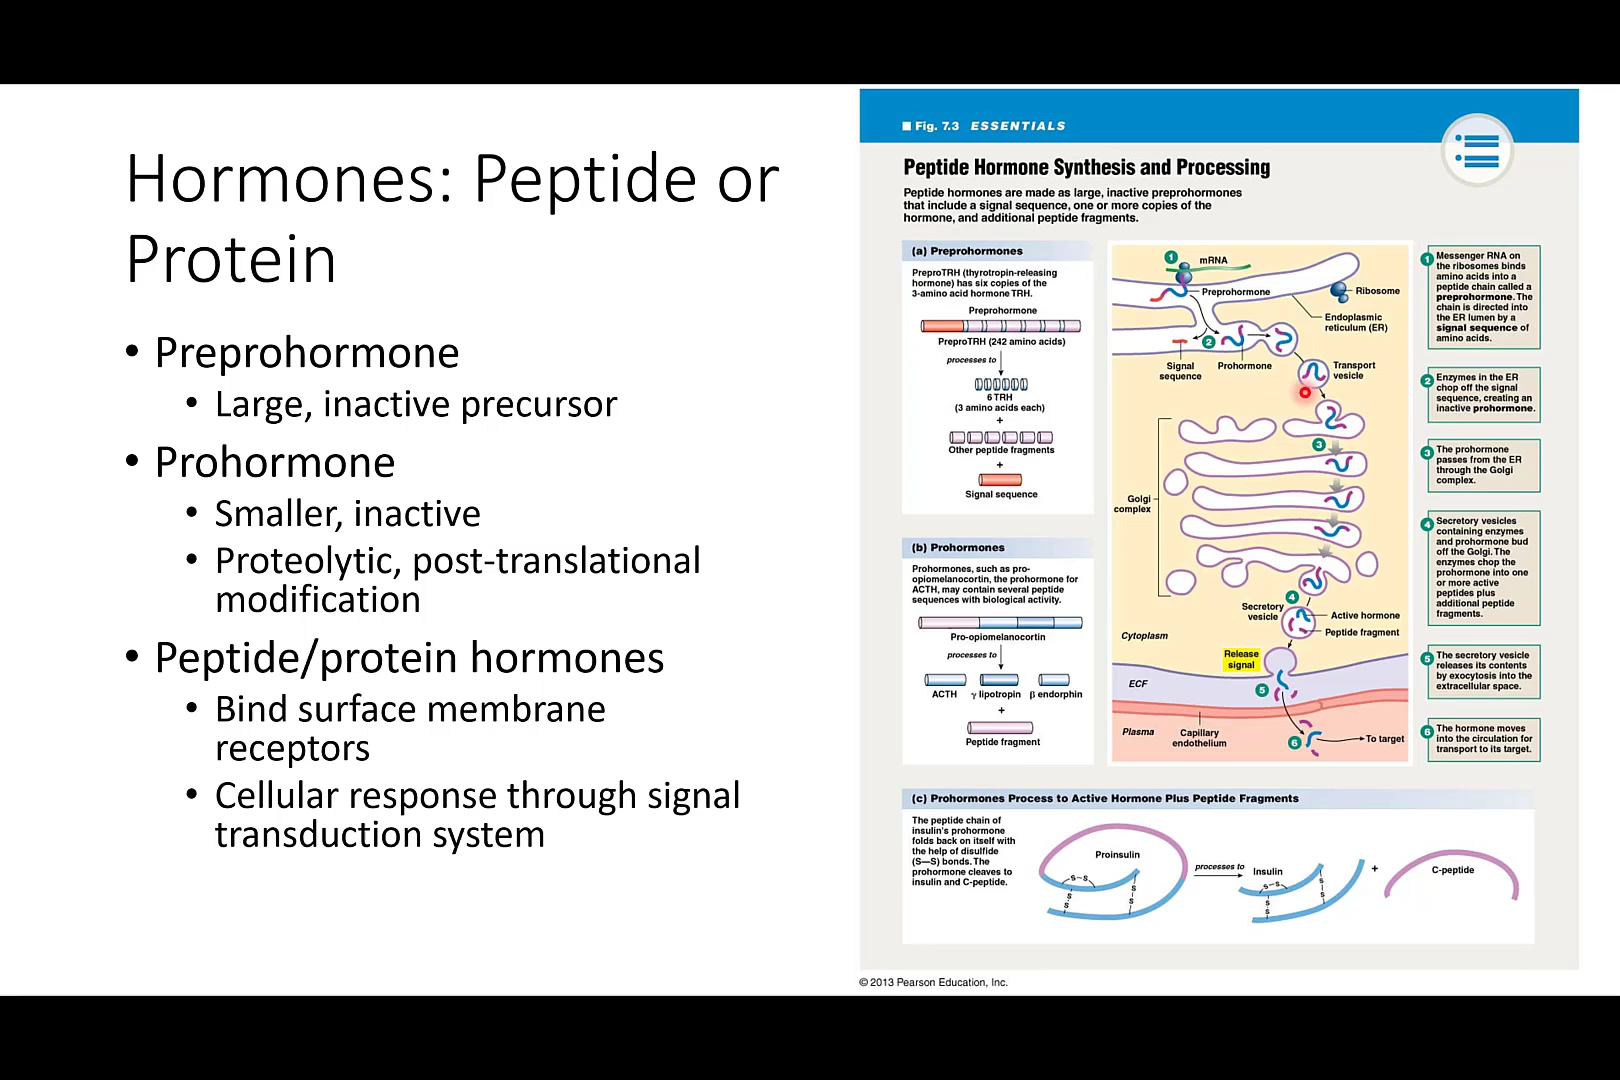 Hormones: Peptide or
Protein
• Preprohormone
• Large, inactive precursor
• Prohormone
• Smaller, inactive
• Proteolytic, post-translational
modification
• Peptide/protein hormones
• Bind surface membrane
receptors
• Cellular response through signal
transduction system
Fig. 7.3 ESSENTIALS
Peptide Hormone Synthesis and Processing
Peptide hormones are made as large, inactive preprohormones
that include a signal sequence, one or more copies of the
hormone, and additional peptide fragments.
(a) Preprohormones
PreproTRH (thyrotropin-releasing
hormone) has six copies of the
3-amino acid hormone TRH.
Preprohormone
PreproTRH (242 amino acids)
processes to
6 TRH
(3 amino acids each)
+
Other peptide fragments
+
Signal sequence
(b) Prohormones
Prohormones, such as pro-
opiomelanocortin, the prohormone for
ACTH, may contain several peptide
sequences with biological activity.
Pro-opiomelanocortin
processes to
ACTH γ lipotropin β endorphin
+
Peptide fragment
1 mRNA
Preprohormone
Ribosome
Endoplasmic
reticulum (ER)
2
Signal
sequence
Prohormone
Transport
vesicle
3
Golgi
complex
4
Secretory
vesicle
Active hormone
Peptide fragment
Cytoplasm
Release
signal
ECF
5
Plasma
Capillary
endothelium
6
To target
1 Messenger RNA on
the ribosomes binds
amino acids into a
peptide chain called a
preprohormone. The
chain is directed into
the ER lumen by a
signal sequence of
amino acids.
2 Enzymes in the ER
chop off the signal
sequence, creating an
inactive prohormone.
3 The prohormone
passes from the ER
through the Golgi
complex.
4 Secretory vesicles
containing enzymes
and prohormone bud
off the Golgi. The
enzymes chop the
prohormone into one
or more active
peptides plus
additional peptide
fragments.
5 The secretory vesicle
releases its contents
by exocytosis into the
extracellular space.
6 The hormone moves
into the circulation for
transport to its target.
(c) Prohormones Process to Active Hormone Plus Peptide Fragments
The peptide chain of
insulin's prohormone
folds back on itself with
the help of disulfide
(S—S) bonds. The
prohormone cleaves to
insulin and C-peptide.
Proinsulin
S–S
S
S
S
S
processes to
Insulin
S–S
S
S
S
S
+
C-peptide
© 2013 Pearson Education, Inc.